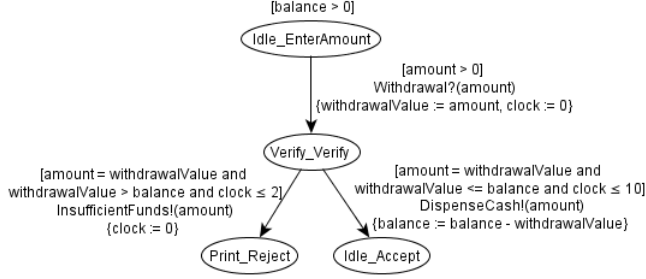 [balance > 0]
Idle_EnterAmount
[amount > 0]
Withdrawal?(amount)
{withdrawalValue := amount, clock := 0}
Verify_Verify
[amount = withdrawalValue and
withdrawalValue > balance and clock ≤ 2]
InsufficientFunds!(amount)
{clock := 0}
[amount = withdrawalValue and
withdrawalValue <= balance and clock ≤ 10]
DispenseCash!(amount)
{balance := balance - withdrawalValue}
Print_Reject
Idle_Accept